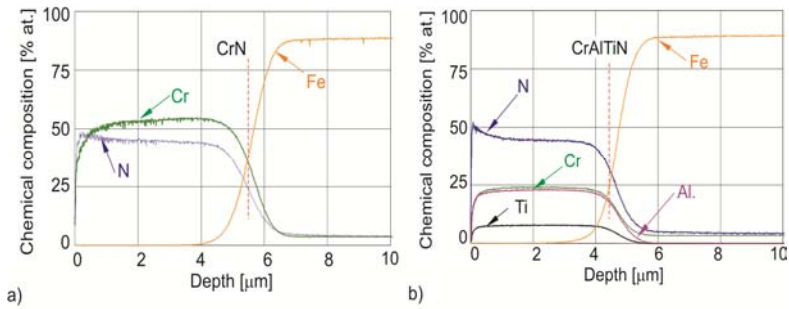 Chemical composition [% at.]
100
75
50
25
0
CrN
Fe
Cr
N
0
2
4
6
8
10
Depth [μm]
a)
Chemical composition [% at.]
100
75
50
25
0
CrAlTiN
Fe
N
Cr
Al.
Ti
0
2
4
6
8
10
Depth [μm]
b)